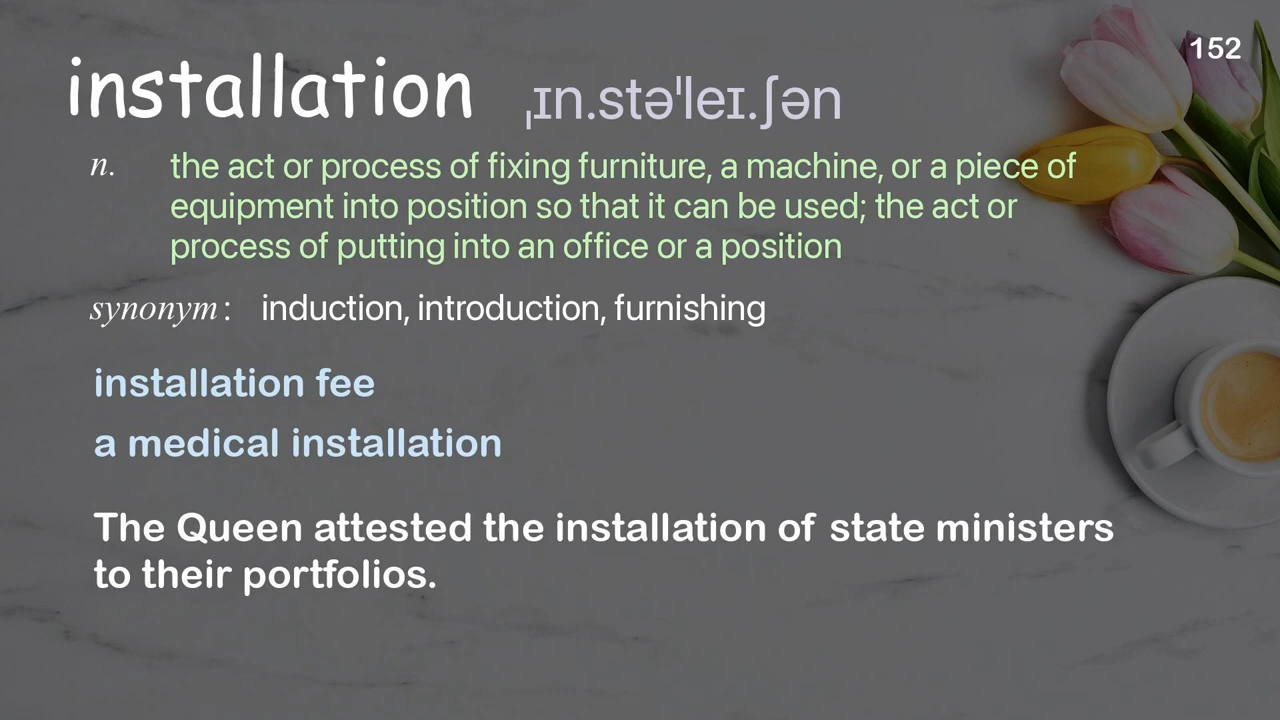 152
installation ˌɪn.stəˈleɪ.ʃən
n. the act or process of fixing furniture, a machine, or a piece of
equipment into position so that it can be used; the act or
process of putting into an office or a position
synonym: induction, introduction, furnishing
installation fee
a medical installation
The Queen attested the installation of state ministers
to their portfolios.